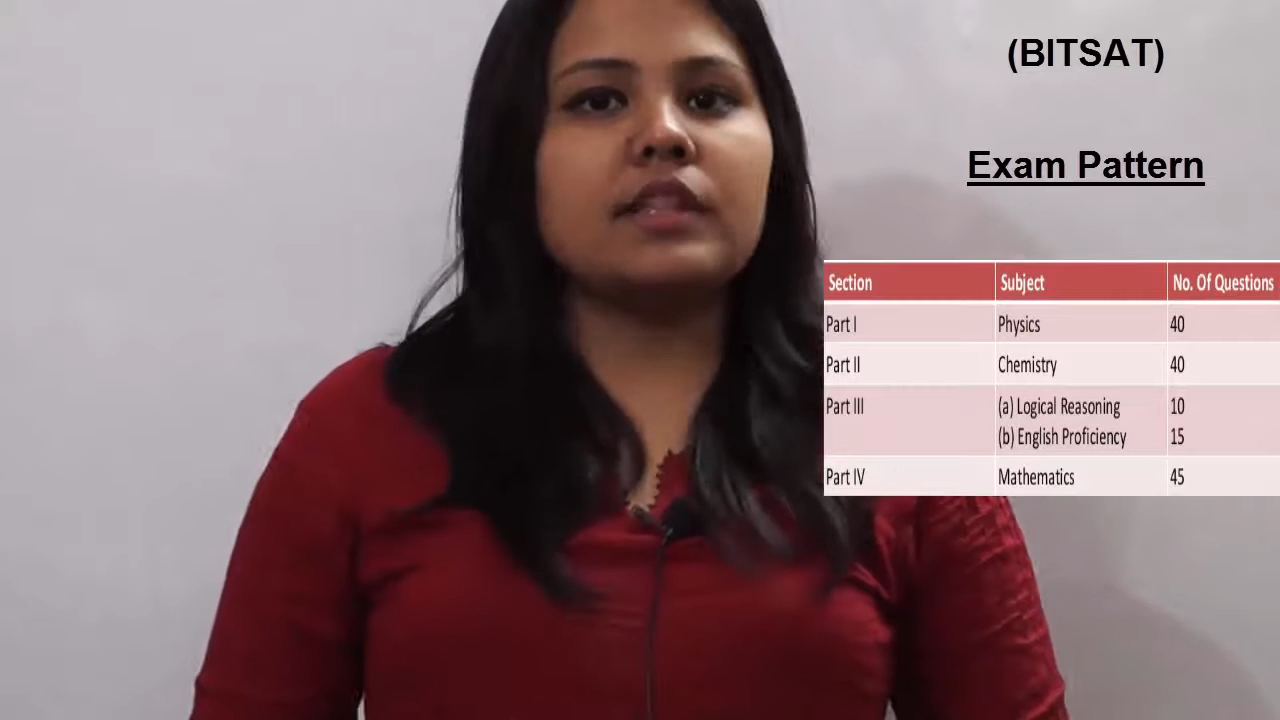 (BITSAT)
Exam Pattern
Section Subject No. Of Questions
Part I Physics 40
Part II Chemistry 40
Part III (a) Logical Reasoning 10
(b) English Proficiency 15
Part IV Mathematics 45